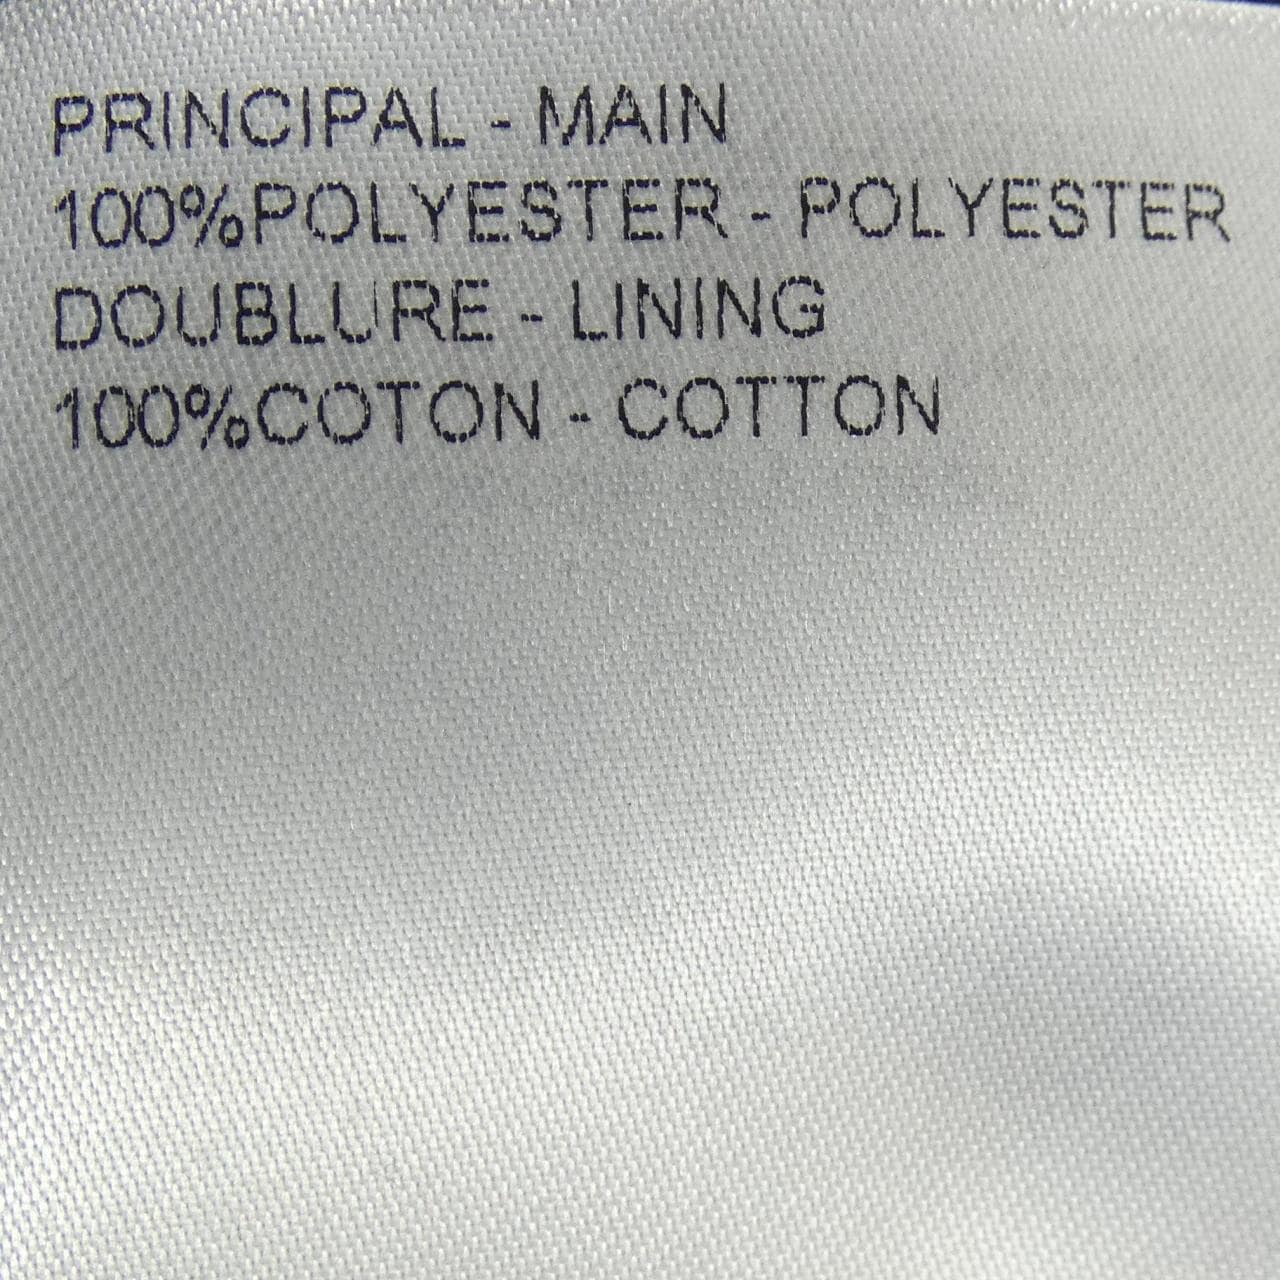 PRINCIPAL - MAIN
100%POLYESTER - POLYESTER
DOUBLURE - LINING
100%COTON - COTTON